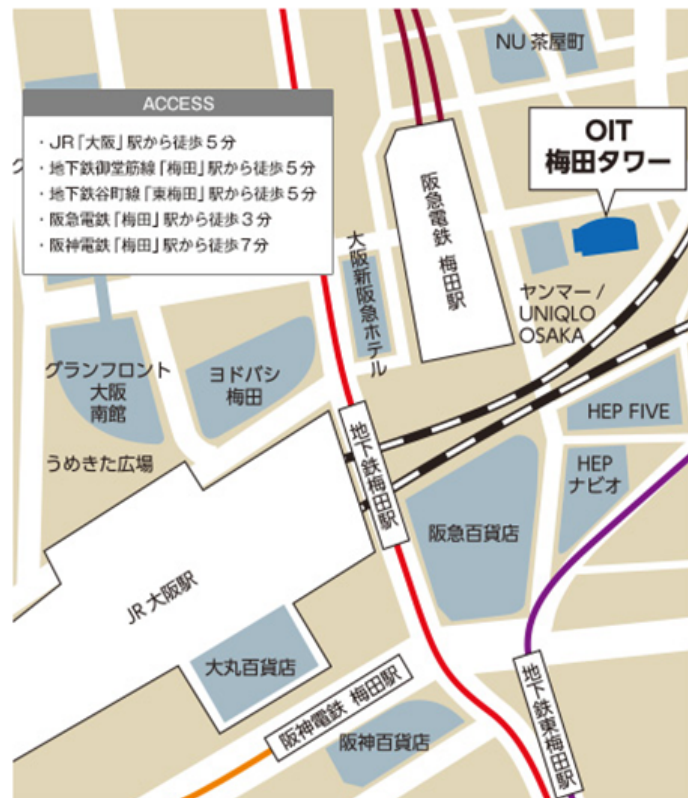 NU 茶屋町
ACCESS
・JR「大阪」駅から徒歩5分
・地下鉄御堂筋線「梅田」駅から徒歩5分
・地下鉄谷町線「東梅田」駅から徒歩5分
・阪急電鉄「梅田」駅から徒歩3分
・阪神電鉄「梅田」駅から徒歩7分
OIT
梅田タワー
阪急電鉄 梅田駅
大阪新阪急ホテル
ヤンマー /
UNIQLO
OSAKA
グランフロント
大阪
南館
ヨドバシ
梅田
うめきた広場
地下鉄梅田駅
HEP FIVE
HEP
ナビオ
阪急百貨店
JR 大阪駅
大丸百貨店
阪神電鉄 梅田駅
阪神百貨店
地下鉄東梅田駅